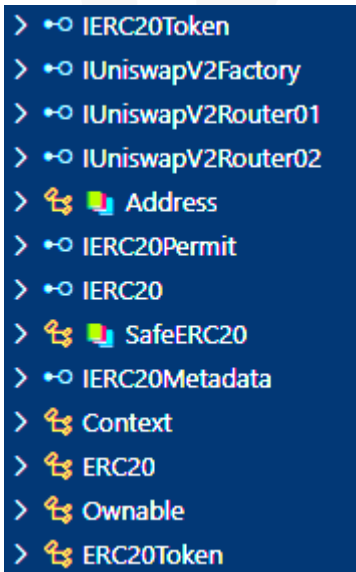 IERC20Token
IUniswapV2Factory
IUniswapV2Router01
IUniswapV2Router02
Address
IERC20Permit
IERC20
SafeERC20
IERC20Metadata
Context
ERC20
Ownable
ERC20Token